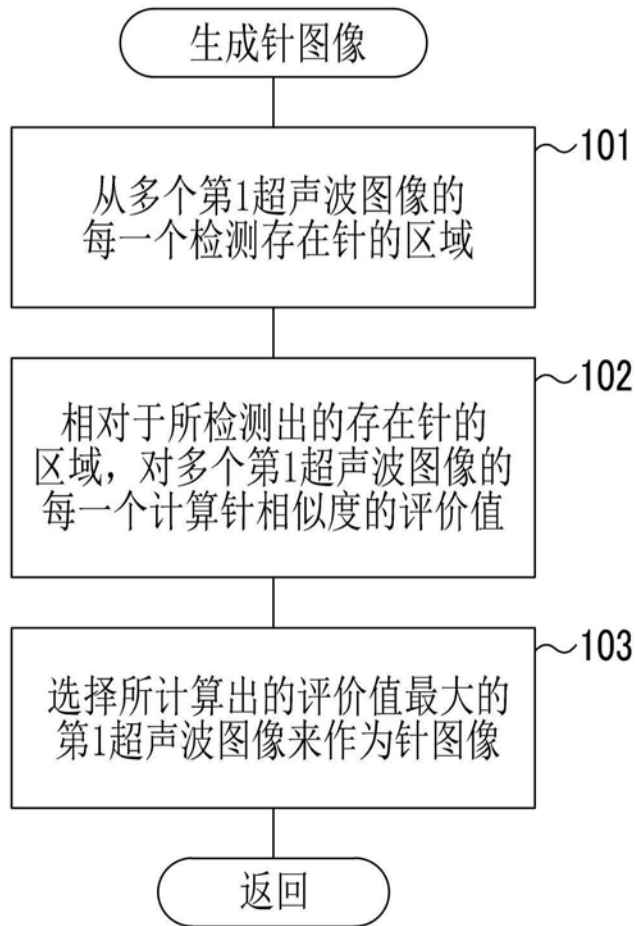 生成针图像
101
从多个第1超声波图像的
每一个检测存在针的区域
102
相对于所检测出的存在针的
区域，对多个第1超声波图像的
每一个计算针相似度的评价值
103
选择所计算出的评价值最大的
第1超声波图像来作为针图像
返回